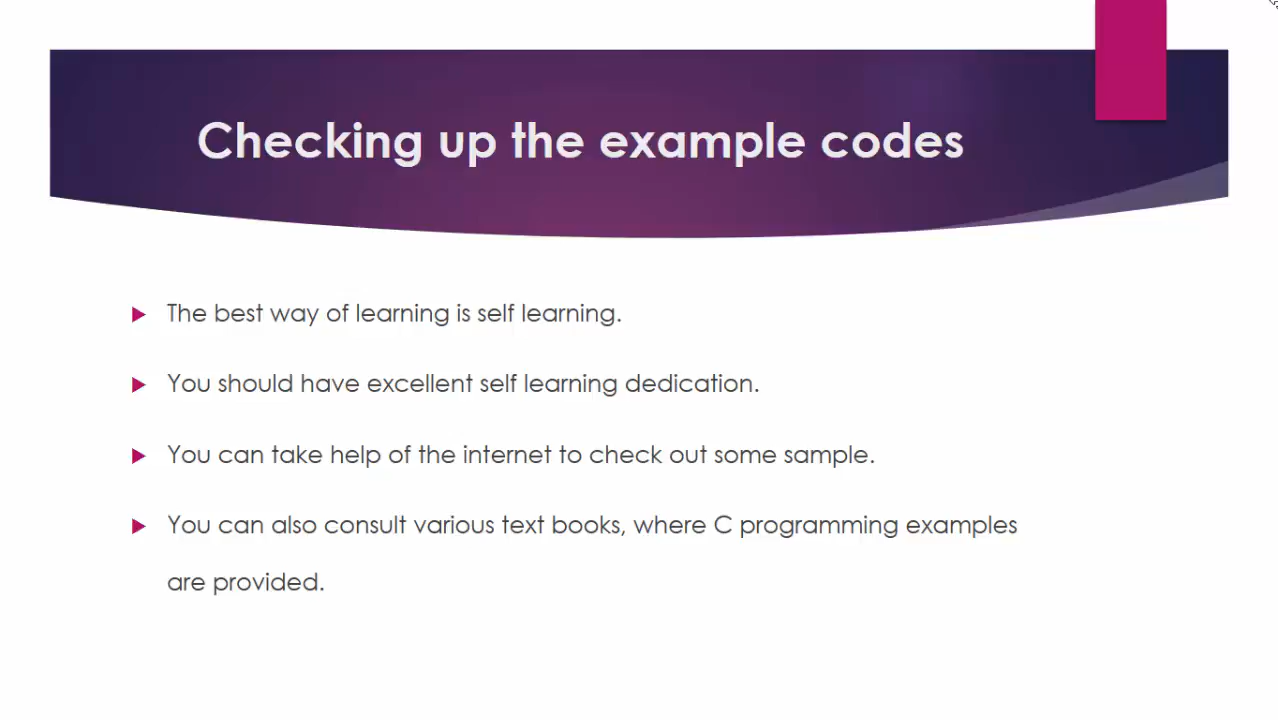 Checking up the example codes
The best way of learning is self learning.
You should have excellent self learning dedication.
You can take help of the internet to check out some sample.
You can also consult various text books, where C programming examples
are provided.